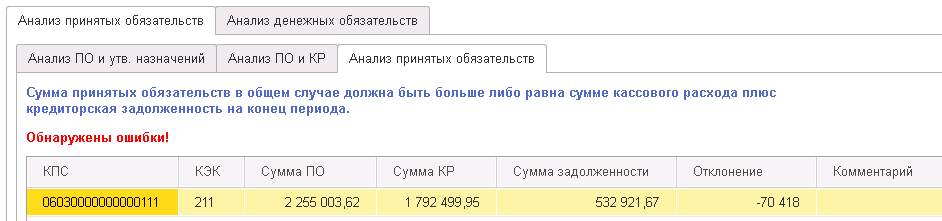 Анализ принятых обязательств Анализ денежных обязательств
Анализ ПО и утв. назначений Анализ ПО и КР Анализ принятых обязательств
Сумма принятых обязательств в общем случае должна быть больше либо равна сумме кассового расхода плюс
кредиторская задолженность на конец периода.
Обнаружены ошибки!
КПС КЭК Сумма ПО Сумма КР Сумма задолженности Отклонение Комментарий
06030000000000111 211 2 255 003,62 1 792 499,95 532 921,67 -70 418